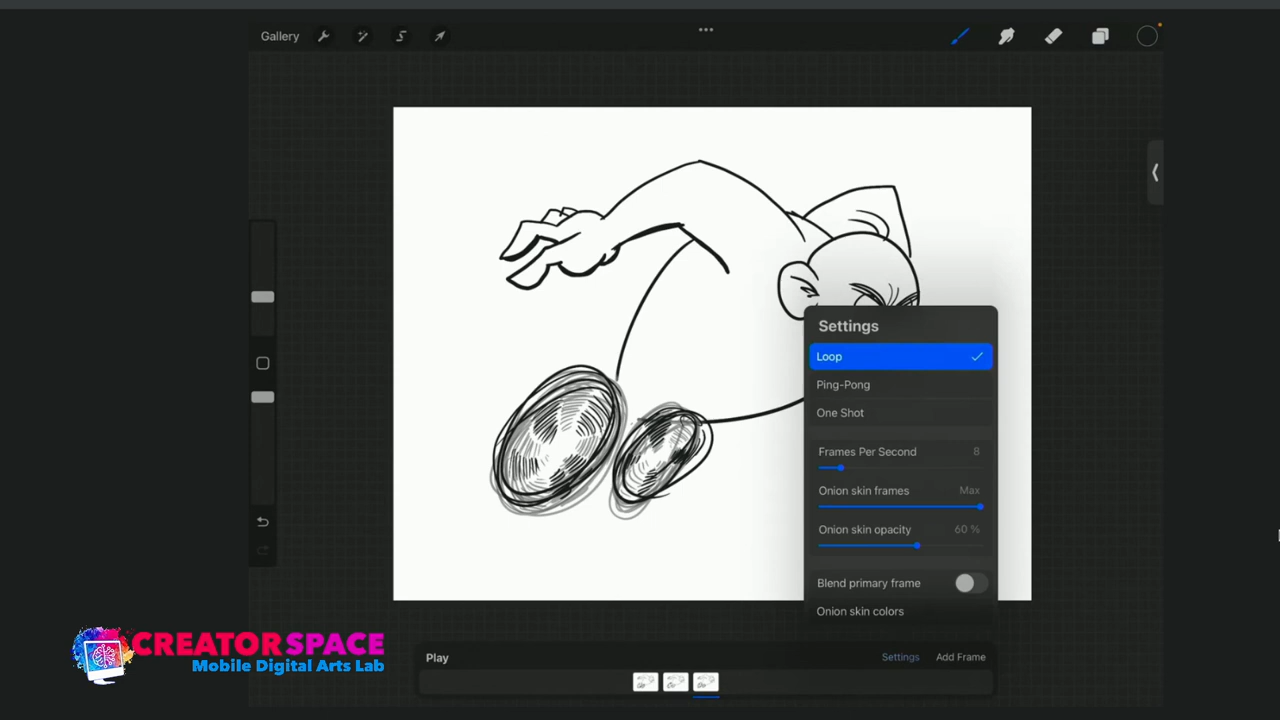 Gallery
Settings
Loop
Ping-Pong
One Shot
Frames Per Second 8
Onion skin frames Max
Onion skin opacity 60 %
Blend primary frame
Onion skin colors
CREATORSPACE
Mobile Digital Arts Lab
Play Settings Add Frame